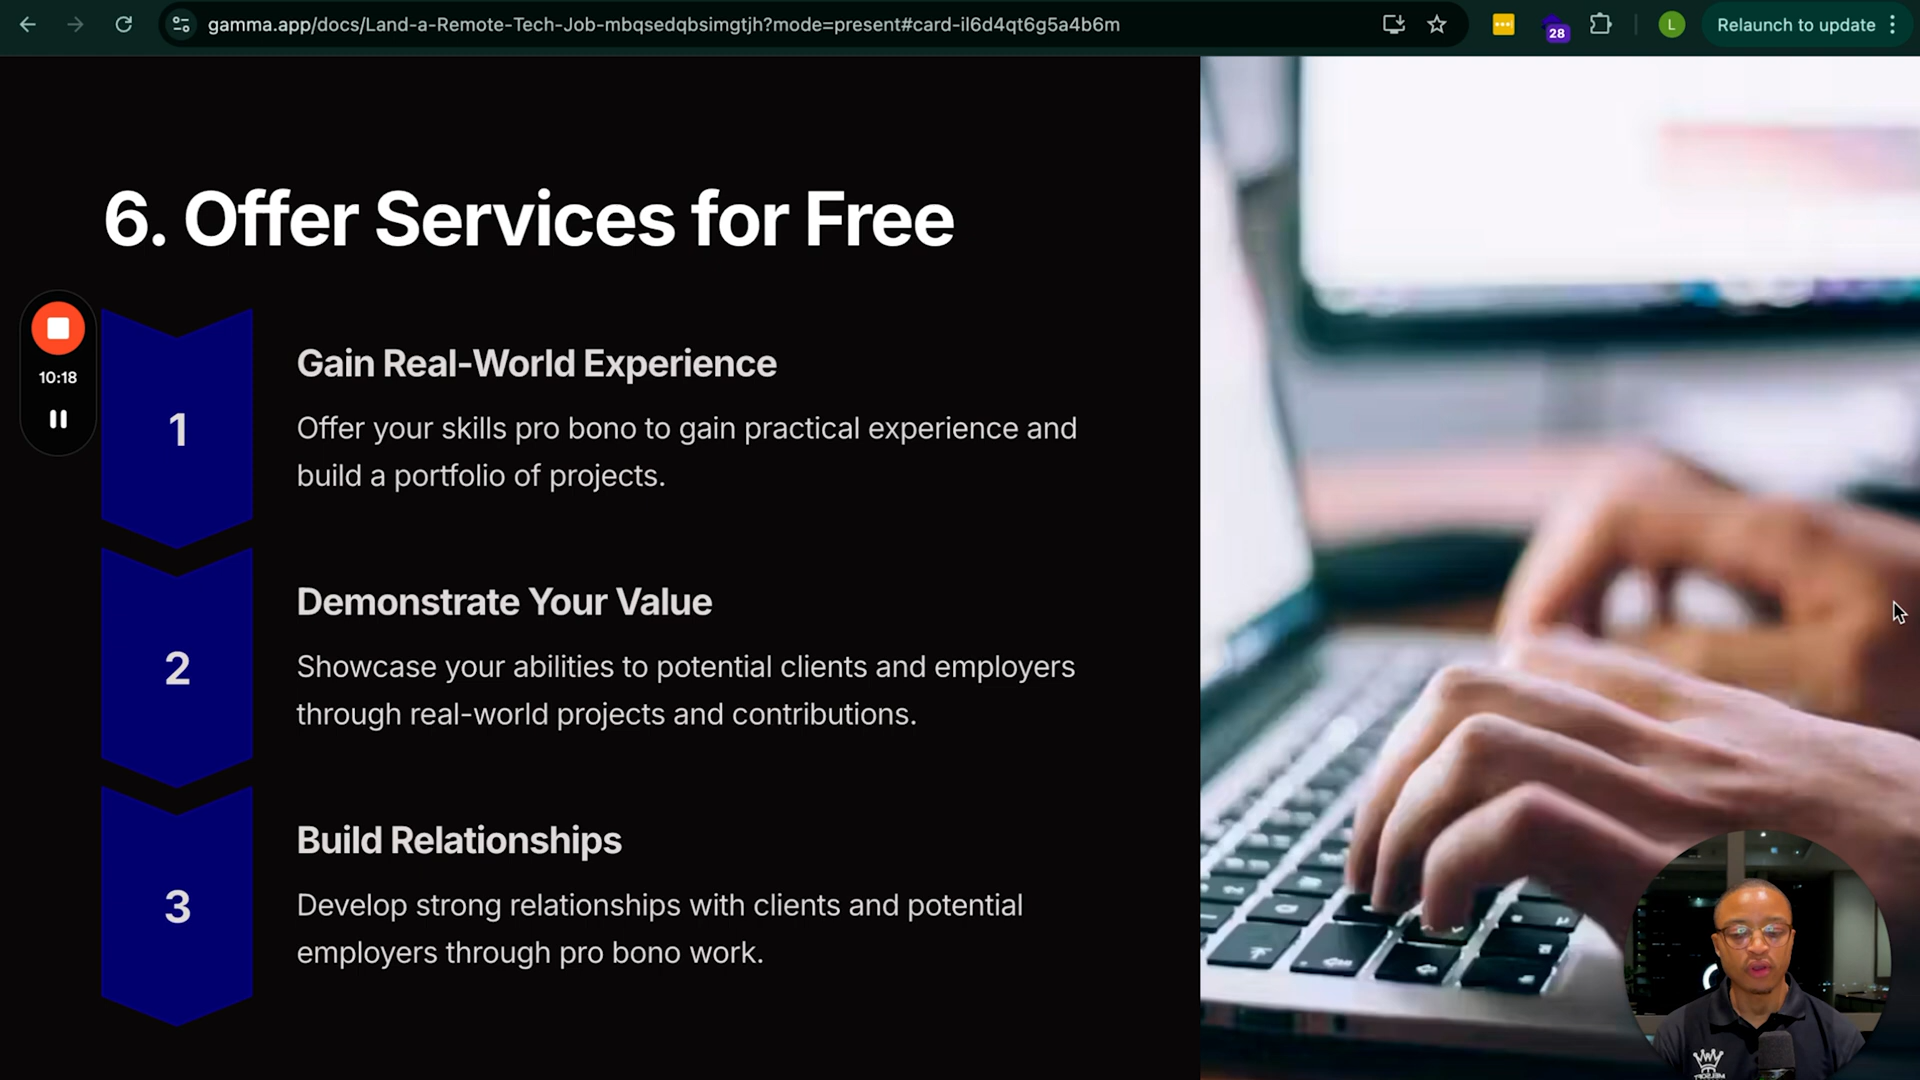 gamma.app/docs/Land-a-Remote-Tech-Job-mbqsedqbsimgtjh?mode=present#card-il6d4qt6g5a4b6m
28
L
Relaunch to update
6. Offer Services for Free
10:18
1
Gain Real-World Experience
Offer your skills pro bono to gain practical experience and
build a portfolio of projects.
2
Demonstrate Your Value
Showcase your abilities to potential clients and employers
through real-world projects and contributions.
3
Build Relationships
Develop strong relationships with clients and potential
employers through pro bono work.